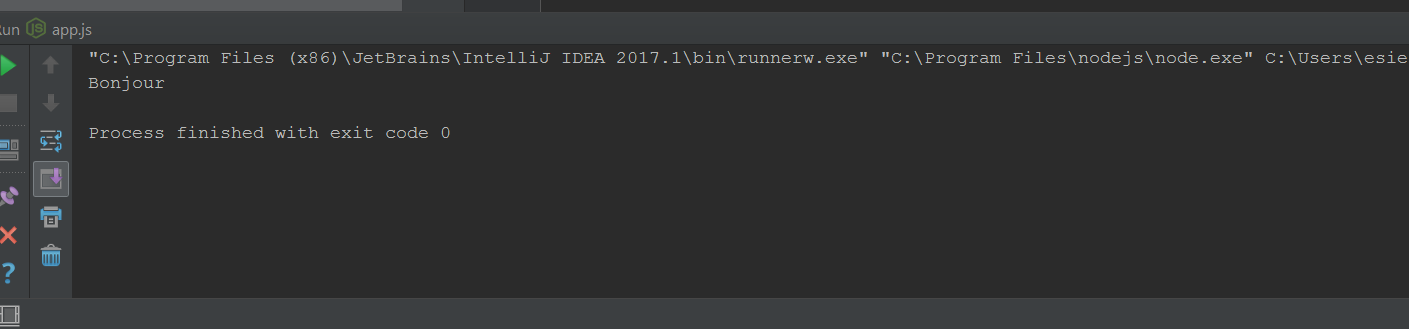 Run app.js
"C:\Program Files (x86)\JetBrains\IntelliJ IDEA 2017.1\bin\runnerw.exe" "C:\Program Files\nodejs\node.exe" C:\Users\esie
Bonjour
Process finished with exit code 0